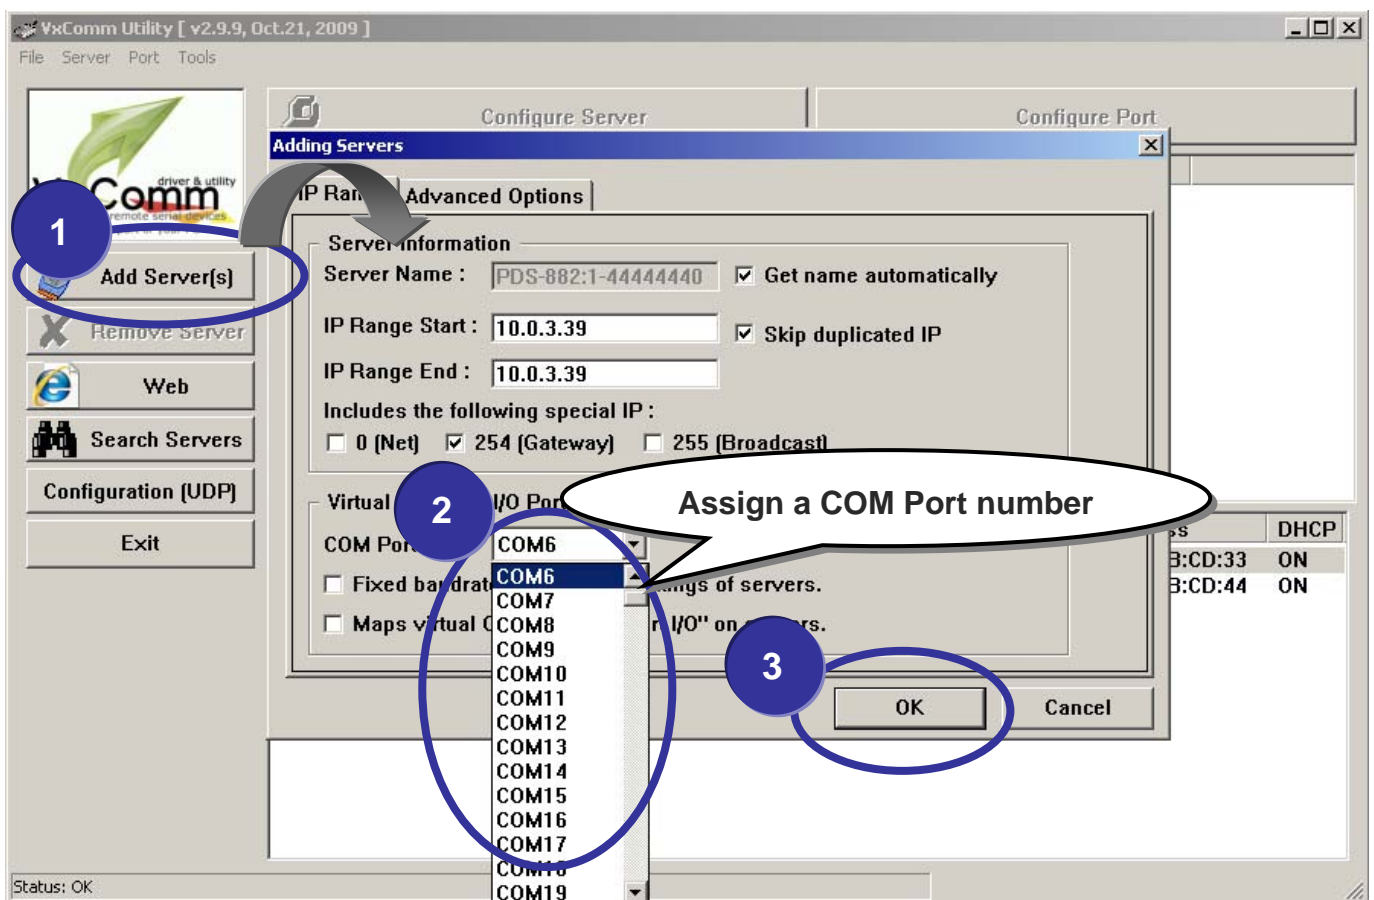 VxComm Utility [ v2.9.9, Oct.21, 2009 ]
File Server Port Tools
Configure Server
Configure Port
Comm
driver & utility
remote serial devices
Adding Servers
Advanced Options
1
Add Server(s)
Remove Server
Web
Search Servers
Configuration (UDP)
Exit
Server Information
Server Name : PDS-882:1-44444440 Get name automatically
IP Range Start : 10.0.3.39 Skip duplicated IP
IP Range End : 10.0.3.39
Includes the following special IP :
0 (Net) 254 (Gateway) 255 (Broadcast)
2
Virtual I/O
Assign a COM Port number
COM COM6
Fixed of servers.
Maps virtual I/O" on
COM6
COM7
COM8
COM9
COM10
COM11
COM12
COM13
COM14
COM15
COM16
COM17
COM18
COM19
DHCP
:CD:33 ON
:CD:44 ON
3
OK
Cancel
Status: OK